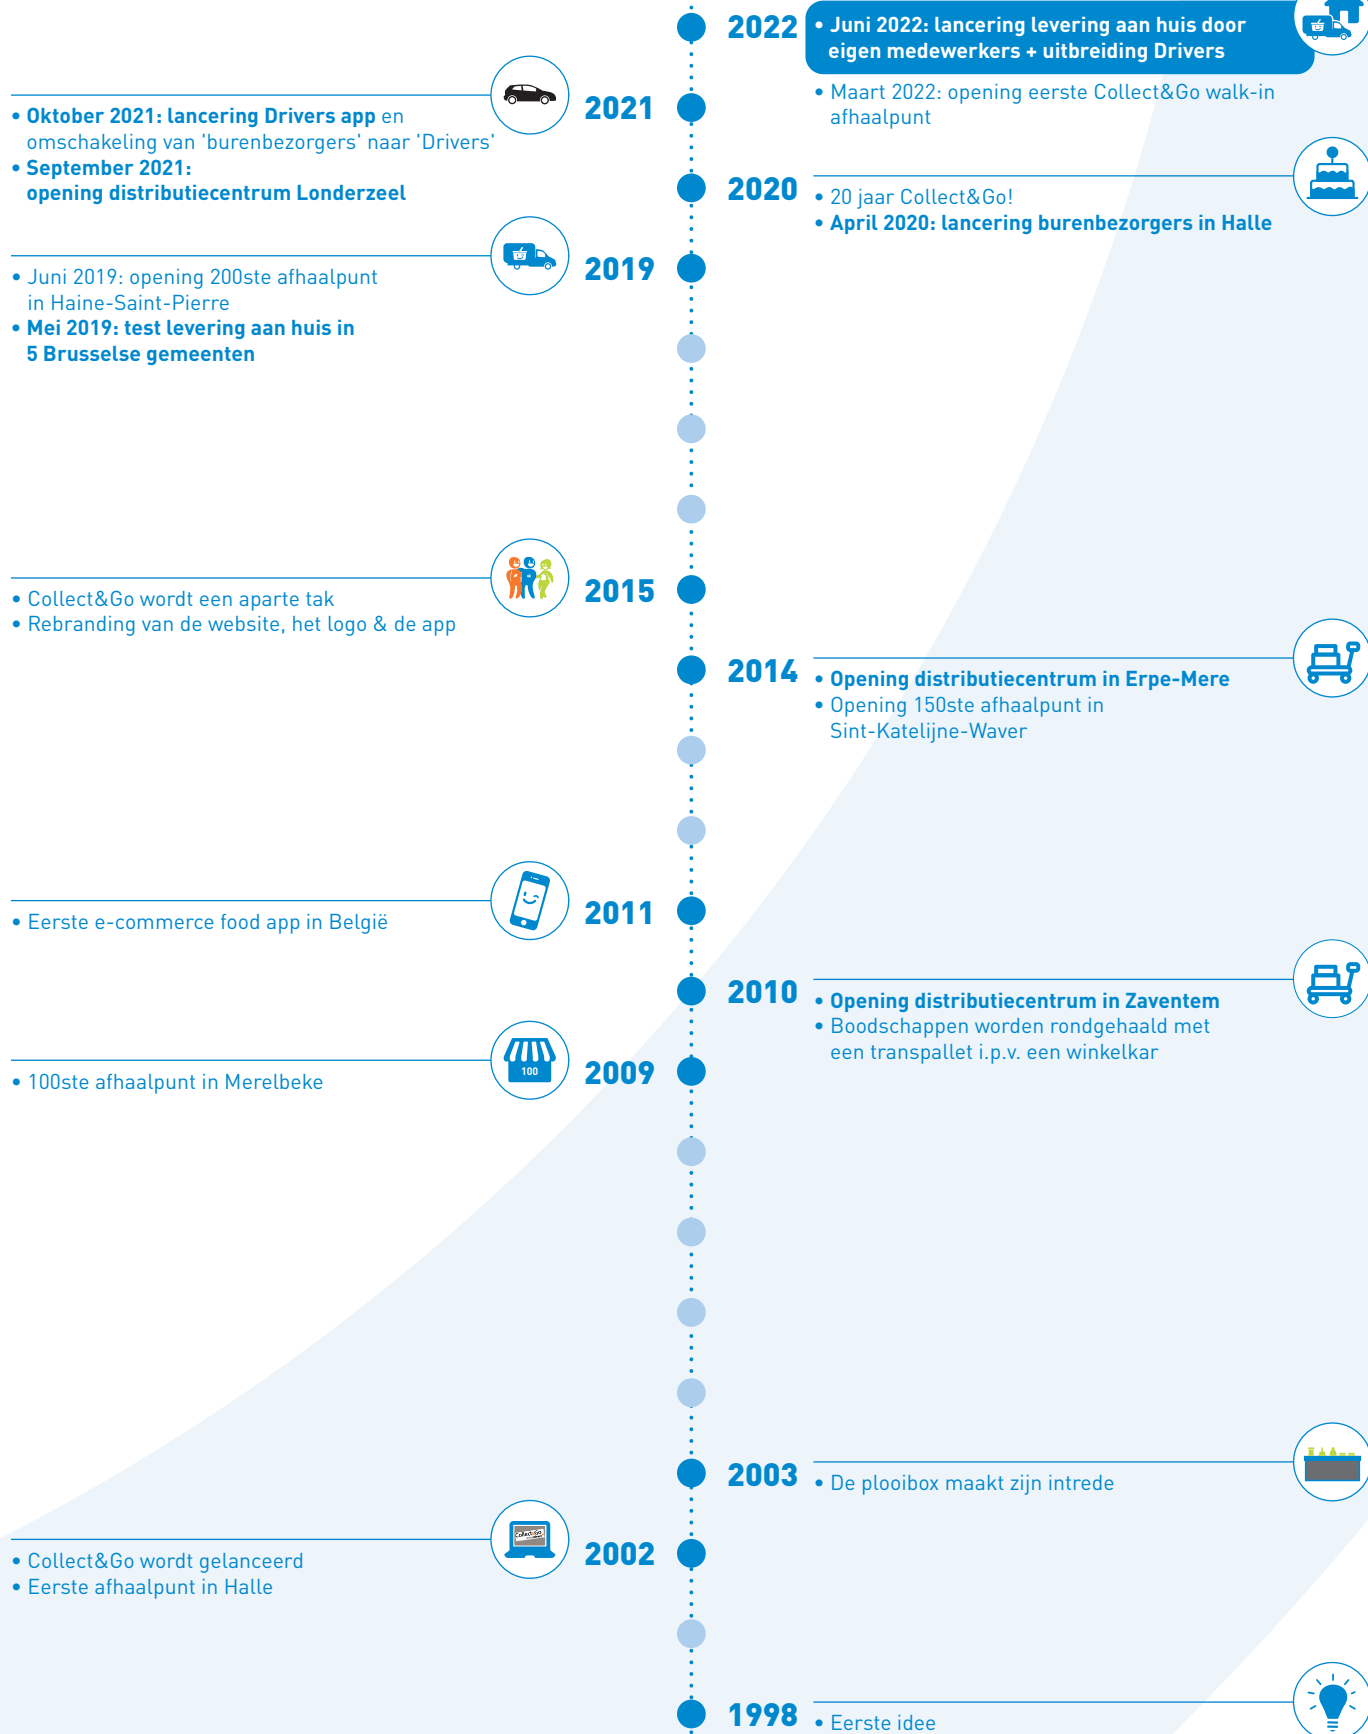 2022
• Juni 2022: lancering levering aan huis door
eigen medewerkers + uitbreiding Drivers
• Maart 2022: opening eerste Collect&Go walk-in
afhaalpunt
2021
• Oktober 2021: lancering Drivers app en
omschakeling van 'burenbezorgers' naar 'Drivers'
• September 2021:
opening distributiecentrum Londerzeel
2020
• 20 jaar Collect&Go!
• April 2020: lancering burenbezorgers in Halle
2019
• Juni 2019: opening 200ste afhaalpunt
in Haine-Saint-Pierre
• Mei 2019: test levering aan huis in
5 Brusselse gemeenten
2015
• Collect&Go wordt een aparte tak
• Rebranding van de website, het logo & de app
2014
• Opening distributiecentrum in Erpe-Mere
• Opening 150ste afhaalpunt in
Sint-Katelijne-Waver
2011
• Eerste e-commerce food app in België
2010
• Opening distributiecentrum in Zaventem
• Boodschappen worden rondgehaald met
een transpallet i.p.v. een winkelkar
100
2009
• 100ste afhaalpunt in Merelbeke
2003
• De plooibox maakt zijn intrede
Collect&Go
2002
• Collect&Go wordt gelanceerd
• Eerste afhaalpunt in Halle
1998
• Eerste idee